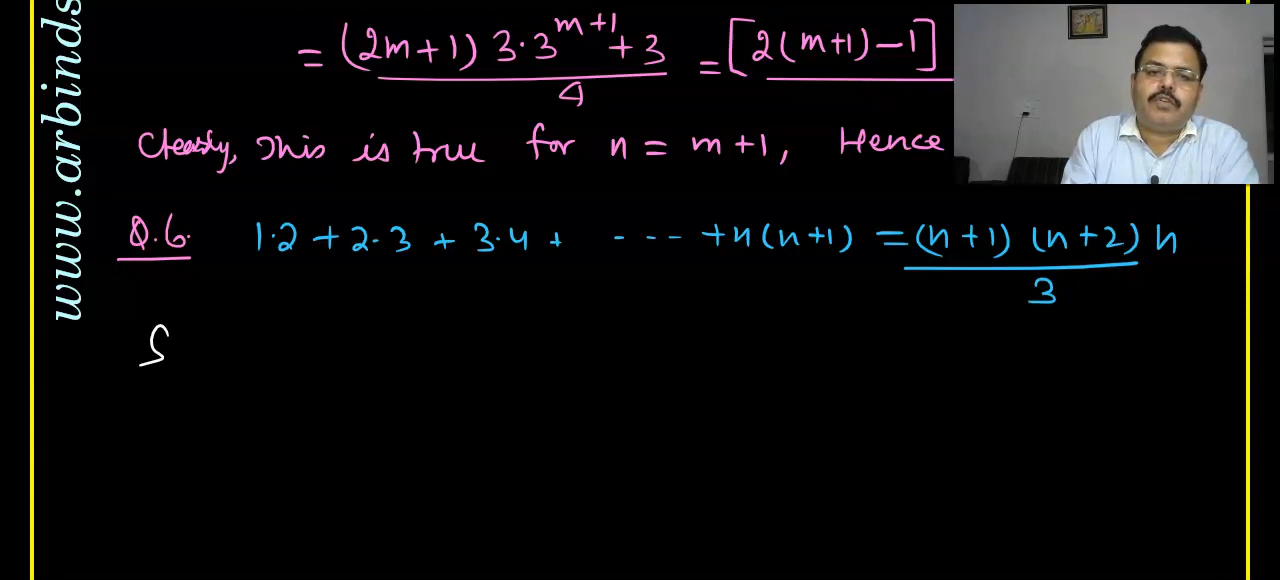 www.arbinds
= (2m+1) 3·3^{m+1}+3 / 4 = [2(m+1)-1]
Clearly, This is true for n = m+1, Hence
Q.6. 1·2 + 2·3 + 3·4 + ---- +n(n+1) = (n+1) (n+2) n / 3
S